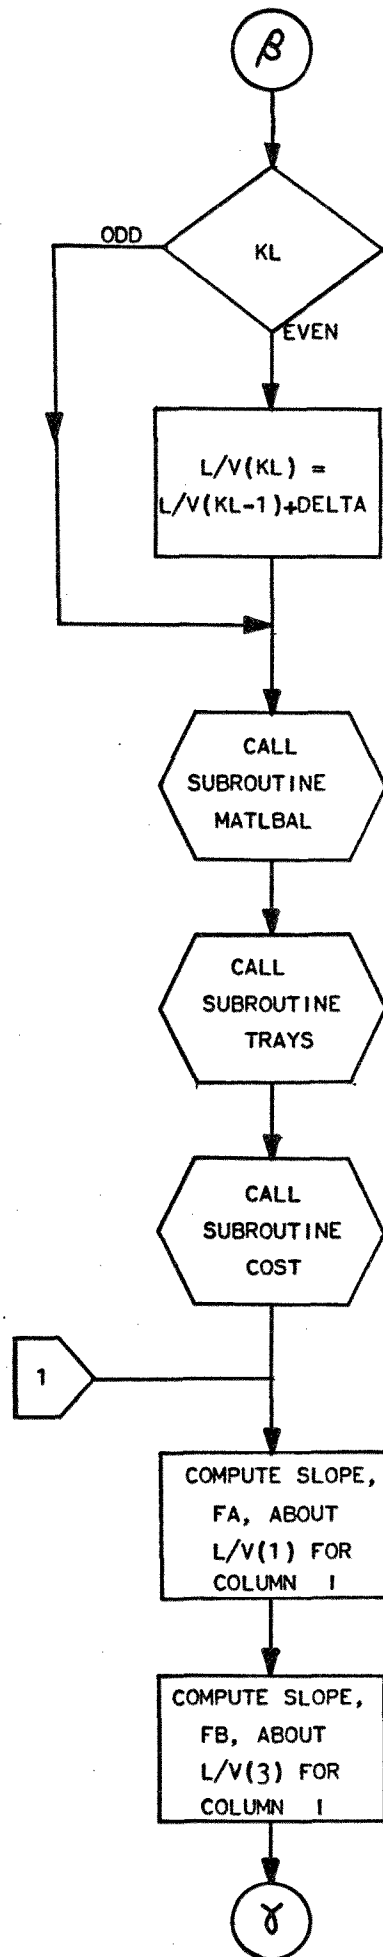 β
KL
ODD
EVEN
L/V(KL) =
L/V(KL-1)+DELTA
CALL
SUBROUTINE
MATLBAL
CALL
SUBROUTINE
TRAYS
CALL
SUBROUTINE
COST
1
COMPUTE SLOPE,
FA, ABOUT
L/V(1) FOR
COLUMN I
COMPUTE SLOPE,
FB, ABOUT
L/V(3) FOR
COLUMN I
γ